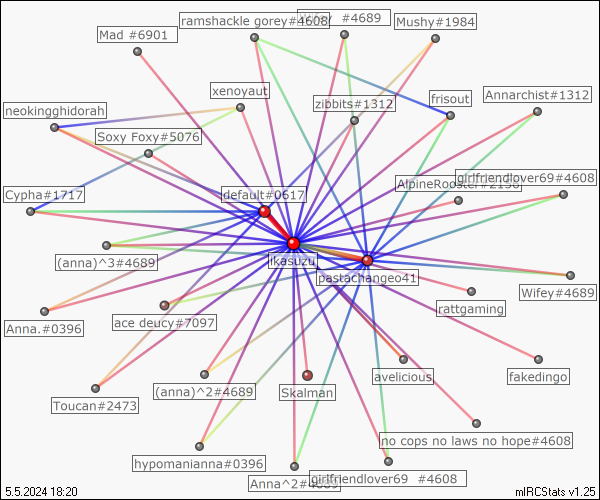 Mad #6901
ramshackle gorey#4608
#4689
Mushy#1984
xenoyaut
zibbits#1312
frisout
Annarchist#1312
neokingghidorah
Soxy Foxy#5076
Cypha#1717
default#0617
AlpineRooster#2198
girlfriendlover69#4608
(anna)^3#4689
ikasuzu
pastachangeo41
Wifey#4689
rattgaming
Anna.#0396
ace deucy#7097
Toucan#2473
(anna)^2#4689
Skalman
avelicious
fakedingo
no cops no laws no hope#4608
hypomanianna#0396
Anna^2#4689
girlfriendlover69 #4608
5.5.2024 18:20
mIRCStats v1.25